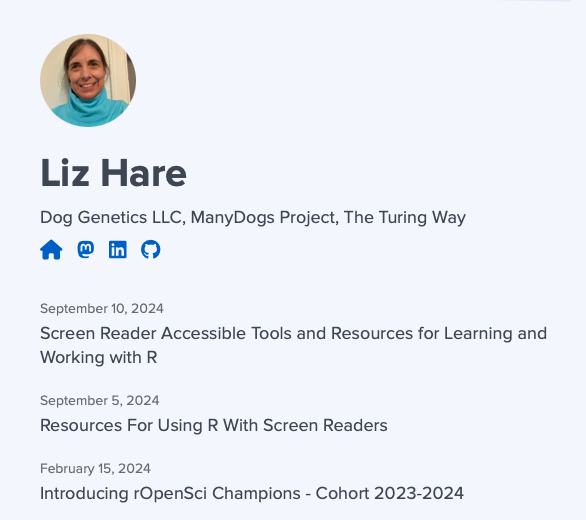 Liz Hare
Dog Genetics LLC, ManyDogs Project, The Turing Way
September 10, 2024
Screen Reader Accessible Tools and Resources for Learning and
Working with R
September 5, 2024
Resources For Using R With Screen Readers
February 15, 2024
Introducing rOpenSci Champions - Cohort 2023-2024